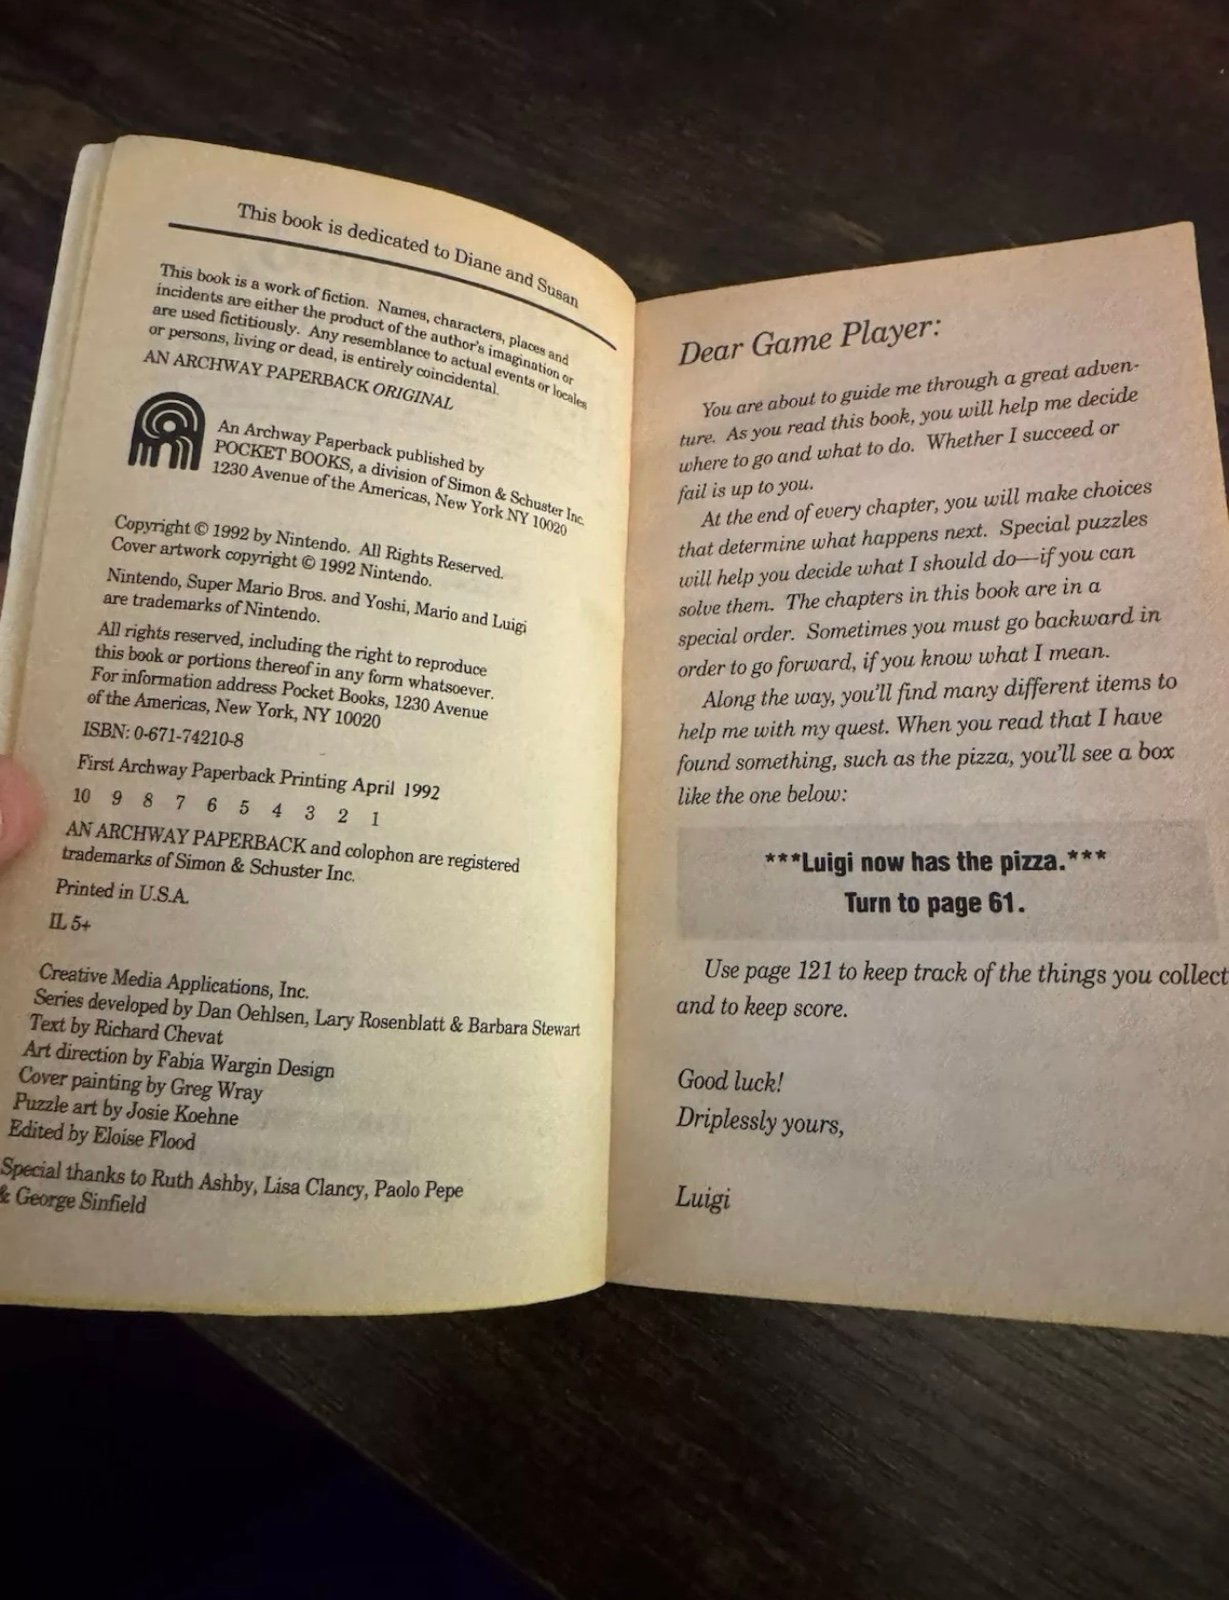 This book is dedicated to Diane and Susan
This book is a work of fiction. Names, characters, places and
incidents are either the product of the author's imagination or
are used fictitiously. Any resemblance to actual events or locales
or persons, living or dead, is entirely coincidental.
AN ARCHWAY PAPERBACK ORIGINAL
An Archway Paperback published by
POCKET BOOKS, a division of Simon & Schuster Inc.
1230 Avenue of the Americas, New York NY 10020
Copyright © 1992 by Nintendo. All Rights Reserved.
Cover artwork copyright © 1992 Nintendo.
Nintendo, Super Mario Bros. and Yoshi, Mario and Luigi
are trademarks of Nintendo.
All rights reserved, including the right to reproduce
this book or portions thereof in any form whatsoever.
For information address Pocket Books, 1230 Avenue
of the Americas, New York, NY 10020
ISBN: 0-671-74210-8
First Archway Paperback Printing April 1992
10 9 8 7 6 5 4 3 2 1
AN ARCHWAY PAPERBACK and colophon are registered
trademarks of Simon & Schuster Inc.
Printed in U.S.A.
IL 5+
Creative Media Applications, Inc.
Series developed by Dan Oehlsen, Lary Rosenblatt & Barbara Stewart
Text by Richard Chevat
Art direction by Fabia Wargin Design
Cover painting by Greg Wray
Puzzle art by Josie Koehne
Edited by Eloise Flood
Special thanks to Ruth Ashby, Lisa Clancy, Paolo Pepe
& George Sinfield
Dear Game Player:
You are about to guide me through a great adven-
ture. As you read this book, you will help me decide
where to go and what to do. Whether I succeed or
fail is up to you.
At the end of every chapter, you will make choices
that determine what happens next. Special puzzles
will help you decide what I should do—if you can
solve them. The chapters in this book are in a
special order. Sometimes you must go backward in
order to go forward, if you know what I mean.
Along the way, you'll find many different items to
help me with my quest. When you read that I have
found something, such as the pizza, you'll see a box
like the one below:
***Luigi now has the pizza.***
Turn to page 61.
Use page 121 to keep track of the things you collect
and to keep score.
Good luck!
Driplessly yours,
Luigi